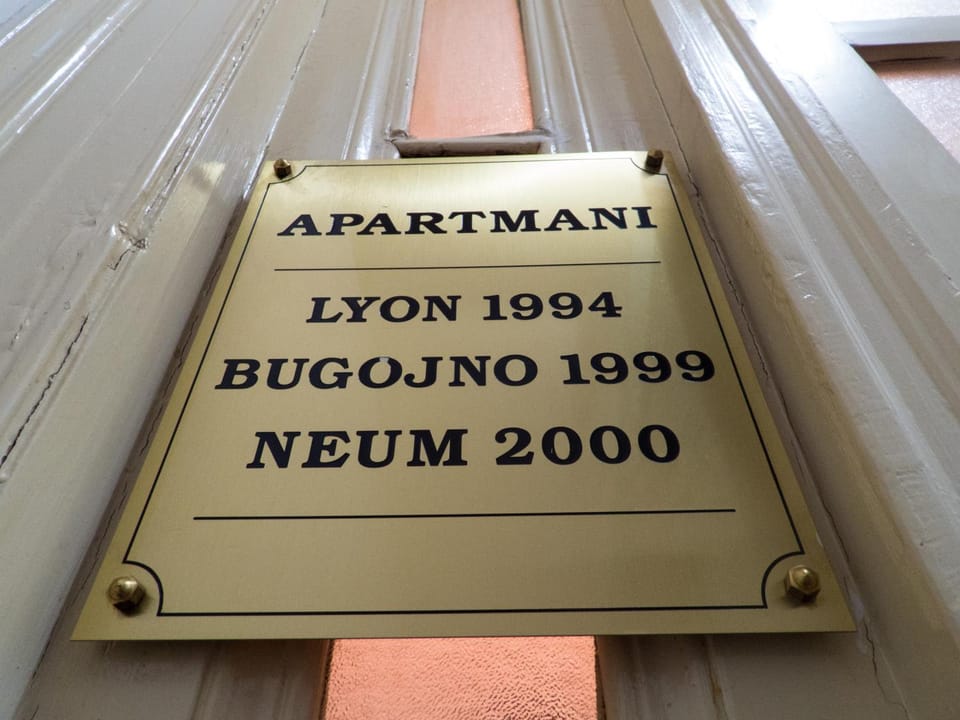 APARTMANI
LYON 1994
BUGOJNO 1999
NEUM 2000